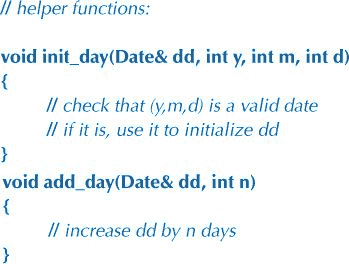 // helper functions:
void init_day(Date& dd, int y, int m, int d)
{
// check that (y,m,d) is a valid date
// if it is, use it to initialize dd
}
void add_day(Date& dd, int n)
{
// increase dd by n days
}